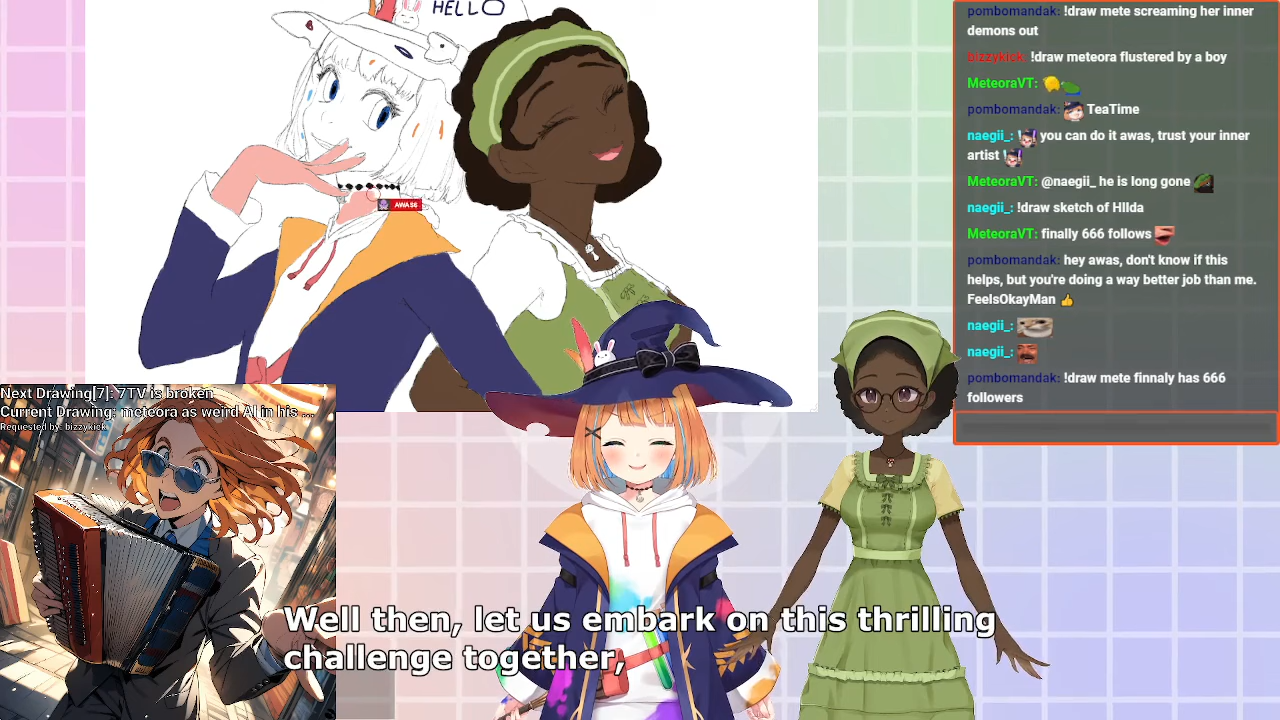 HELLO
AWAS8
Next Drawing[7]: 7TV is broken
Current Drawing: meteora as weird Al in his ...
Requested by: bizzykick
Well then, let us embark on this thrilling
challenge together,
pombomandak: !draw mete screaming her inner
demons out
bizzykick: !draw meteora flustered by a boy
MeteoraVT:
pombomandak: TeaTime
naegii_: you can do it awas, trust your inner
artist
MeteoraVT: @naegii_ he is long gone
naegii_: !draw sketch of HIlda
MeteoraVT: finally 666 follows
pombomandak: hey awas, don't know if this
helps, but you're doing a way better job than me.
FeelsOkayMan
naegii_:
naegii_:
pombomandak: !draw mete finnaly has 666
followers